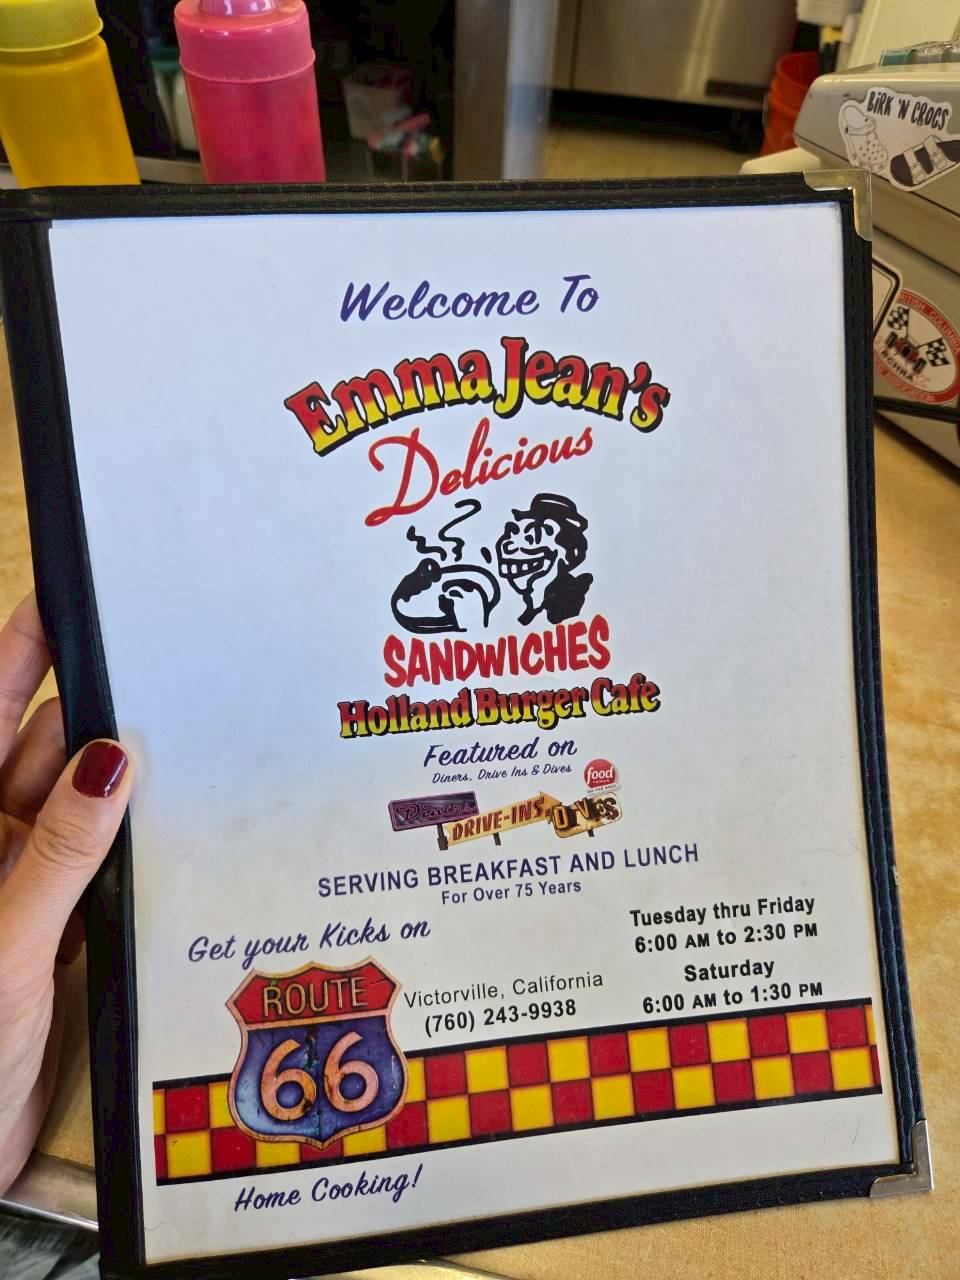 BIRK 'N CROCS
Welcome To
Emma Jean's
Delicious
SANDWICHES
Holland Burger Cafe
Featured on
Diners, Drive Ins & Dives
food
Diners
DRIVE-INS
DIVES
SERVING BREAKFAST AND LUNCH
For Over 75 Years
Get your Kicks on
ROUTE
66
Victorville, California
(760) 243-9938
Tuesday thru Friday
6:00 AM to 2:30 PM
Saturday
6:00 AM to 1:30 PM
Home Cooking!